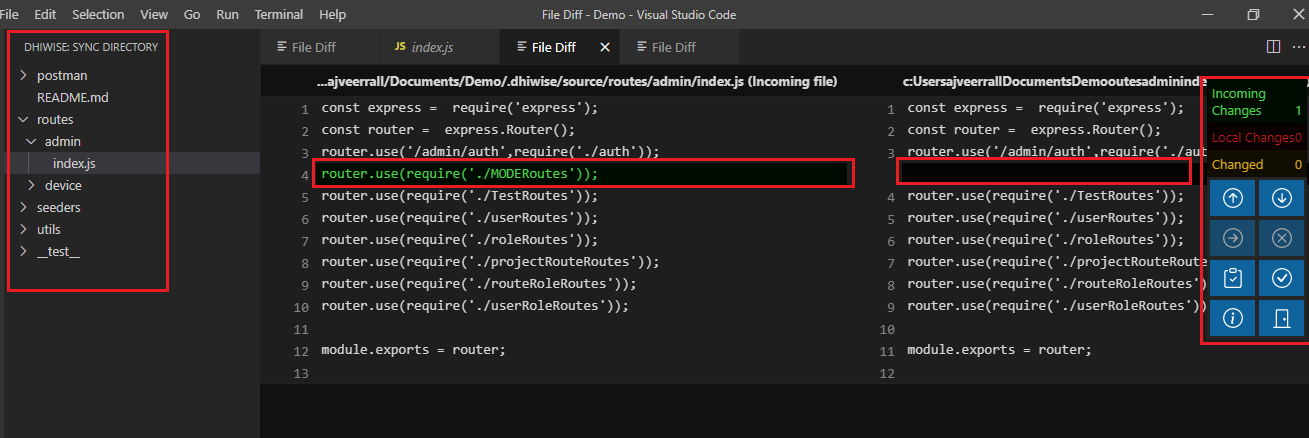 File Edit Selection View Go Run Terminal Help File Diff - Demo - Visual Studio Code
DHIWISE: SYNC DIRECTORY
postman
README.md
routes
admin
index.js
device
seeders
utils
__test__
File Diff
JS index.js
File Diff
File Diff
...ajveerrall/Documents/Demo/.dhiwise/source/routes/admin/index.js (Incoming file)
1 const express =  require('express');
2 const router =  express.Router();
3 router.use('/admin/auth',require('./auth'));
4 router.use(require('./MODERoutes'));
5 router.use(require('./TestRoutes'));
6 router.use(require('./userRoutes'));
7 router.use(require('./roleRoutes'));
8 router.use(require('./projectRouteRoutes'));
9 router.use(require('./routeRoleRoutes'));
10 router.use(require('./userRoleRoutes'));
11
12 module.exports = router;
13
c:UsersajveerrallDocumentsDemooutesadmininde
1 const express =  require('express');
2 const router =  express.Router();
3 router.use('/admin/auth',require('./aut
4 router.use(require('./TestRoutes'));
5 router.use(require('./userRoutes'));
6 router.use(require('./roleRoutes'));
7 router.use(require('./projectRouteRoute
8 router.use(require('./routeRoleRoutes')
9 router.use(require('./userRoleRoutes'))
10
11 module.exports = router;
12
Incoming
Changes 1
Local Changes0
Changed 0